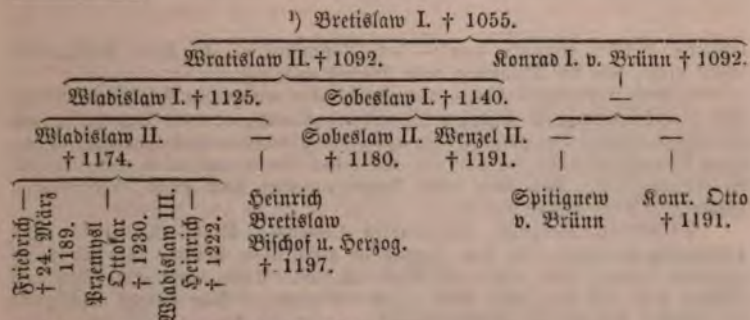 ¹) Bretislaw I. † 1055.
Wratislaw II. † 1092. Konrad I. v. Brünn † 1092.
Wladislaw I. † 1125. Sobeslaw I. † 1140. —
Wladislaw II. — Sobeslaw II. Wenzel II. — —
† 1174. † 1180. † 1191.
Friedrich —
† 24. März
1189.
Przemysl —
Ottokar
† 1230.
Wladislaw III.
Heinrich —
† 1222.
Heinrich
Bretislaw
Bischof u. Herzog.
† 1197.
Spitignew
v. Brünn
Konr. Otto
† 1191.